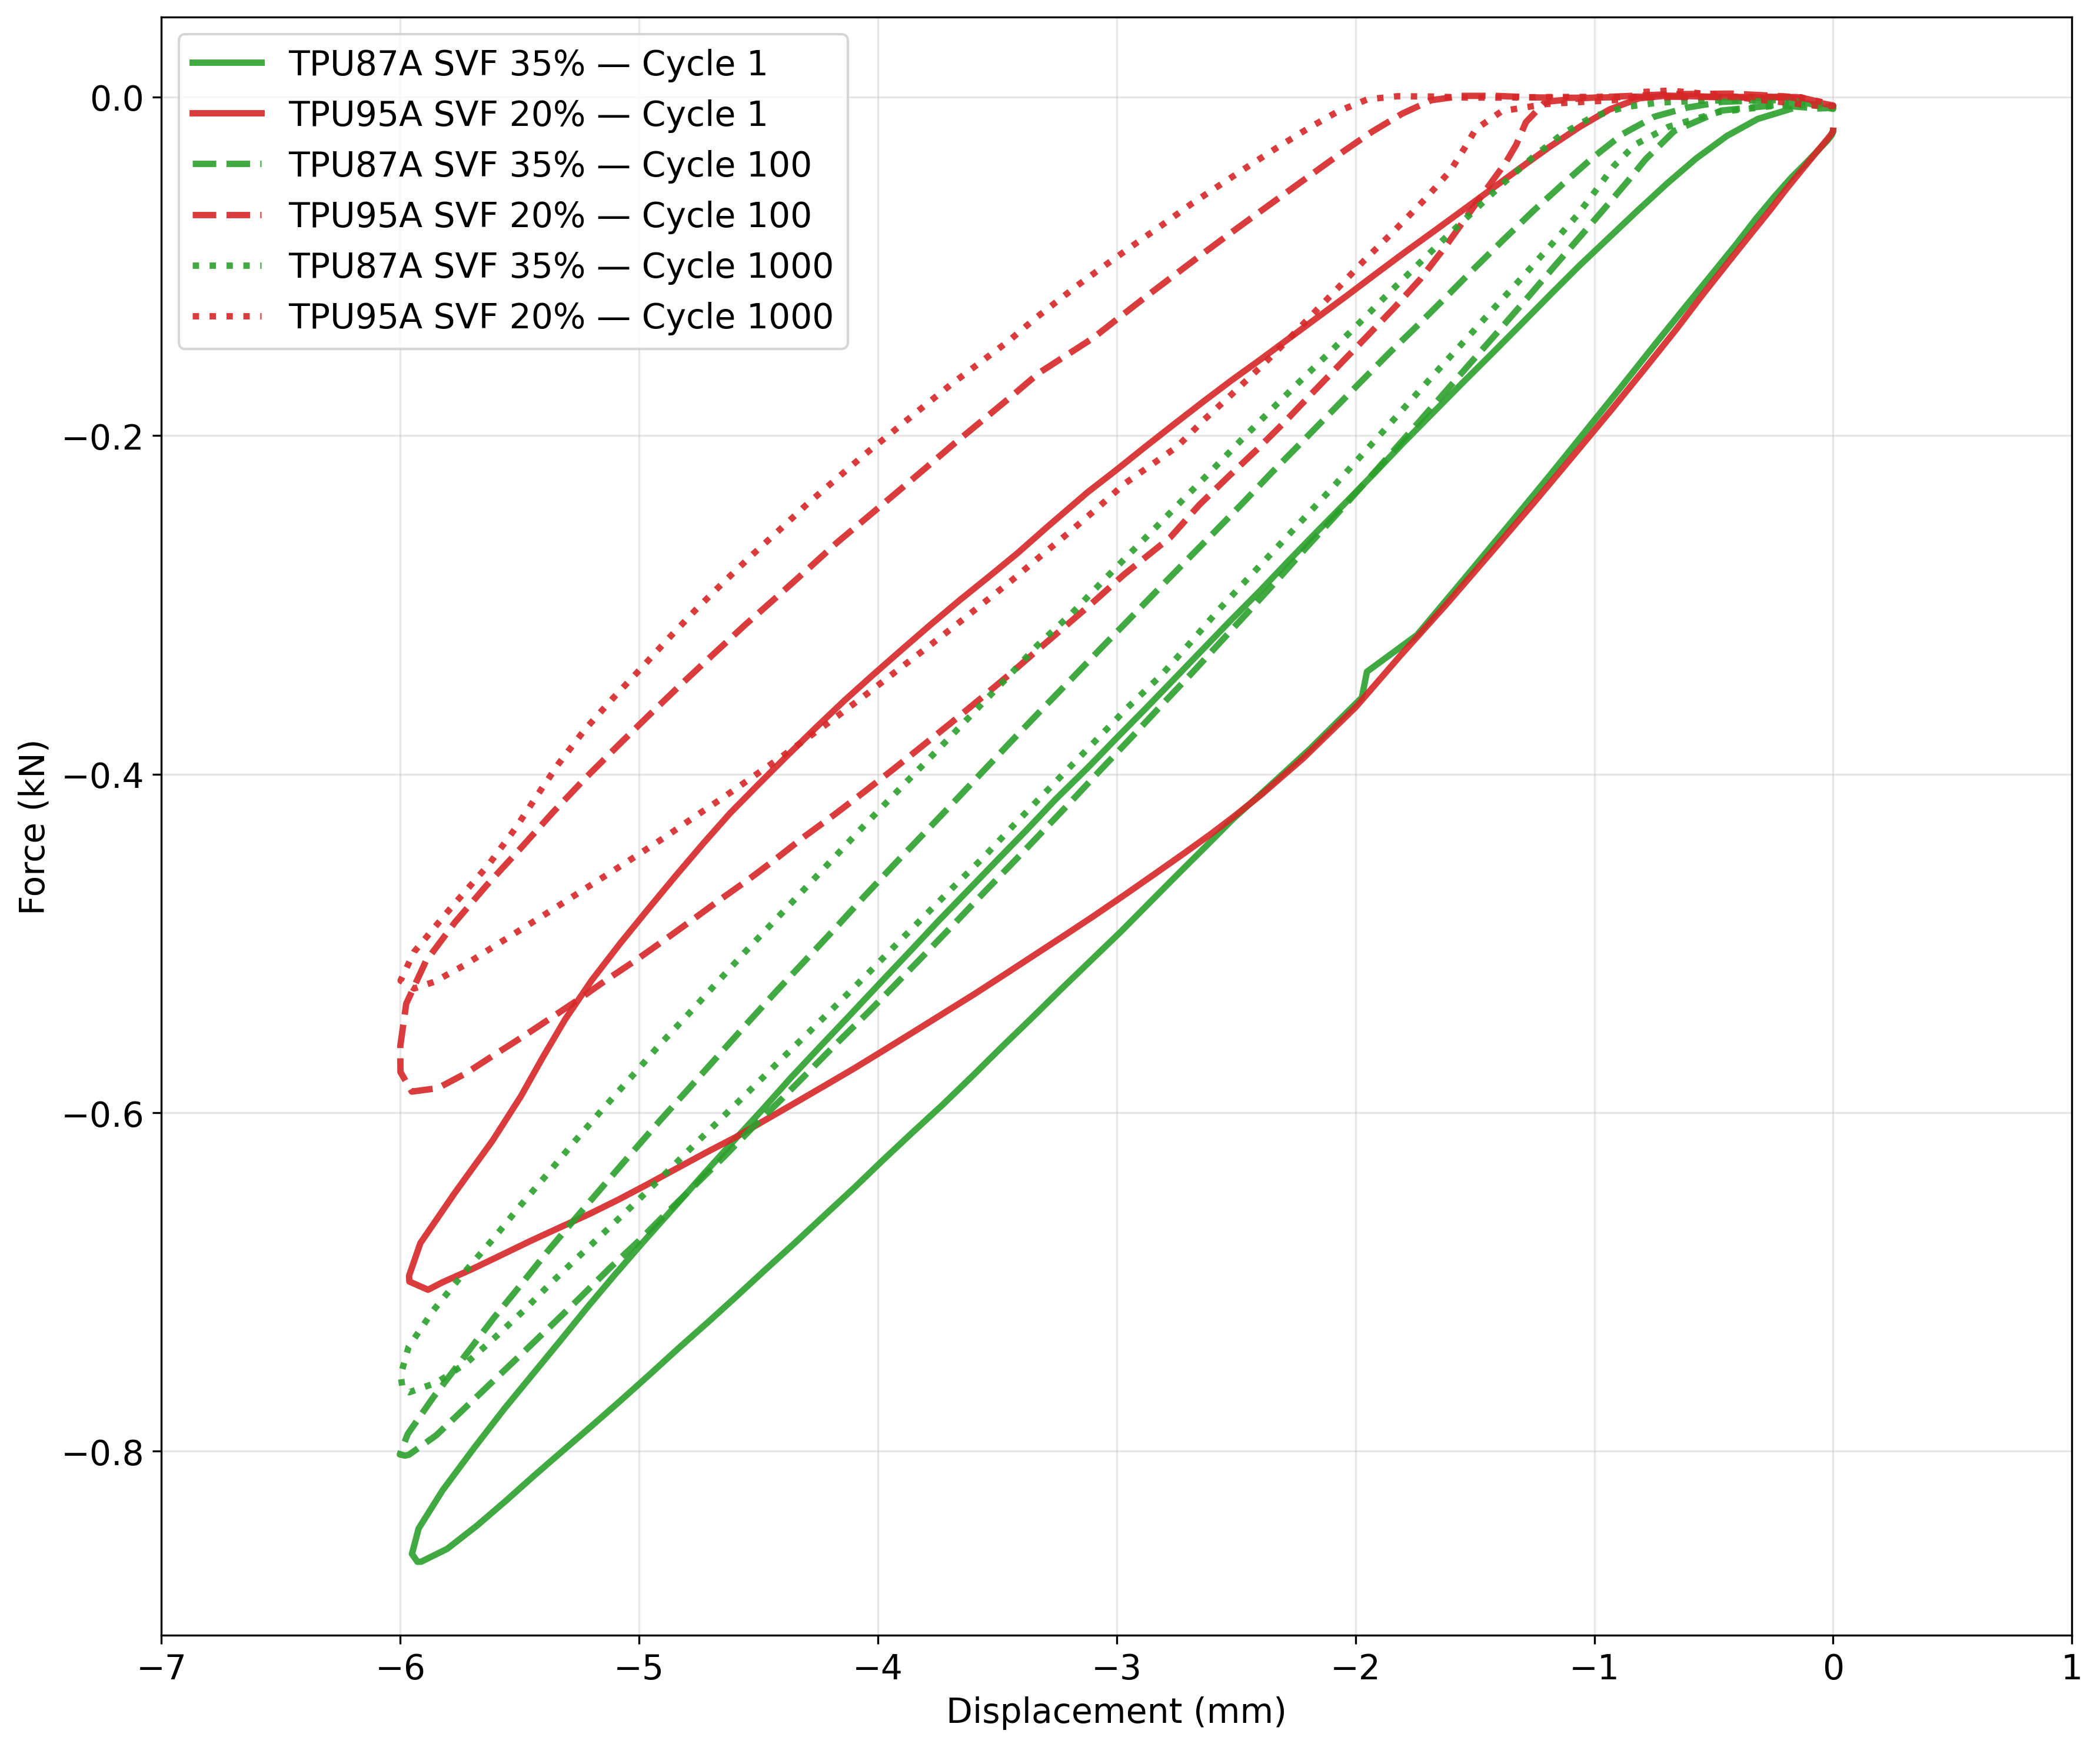 TPU87A SVF 35% — Cycle 1
TPU95A SVF 20% — Cycle 1
TPU87A SVF 35% — Cycle 100
TPU95A SVF 20% — Cycle 100
TPU87A SVF 35% — Cycle 1000
TPU95A SVF 20% — Cycle 1000
0.0
−0.2
−0.4
−0.6
−0.8
Force (kN)
−7 −6 −5 −4 −3 −2 −1 0 1
Displacement (mm)